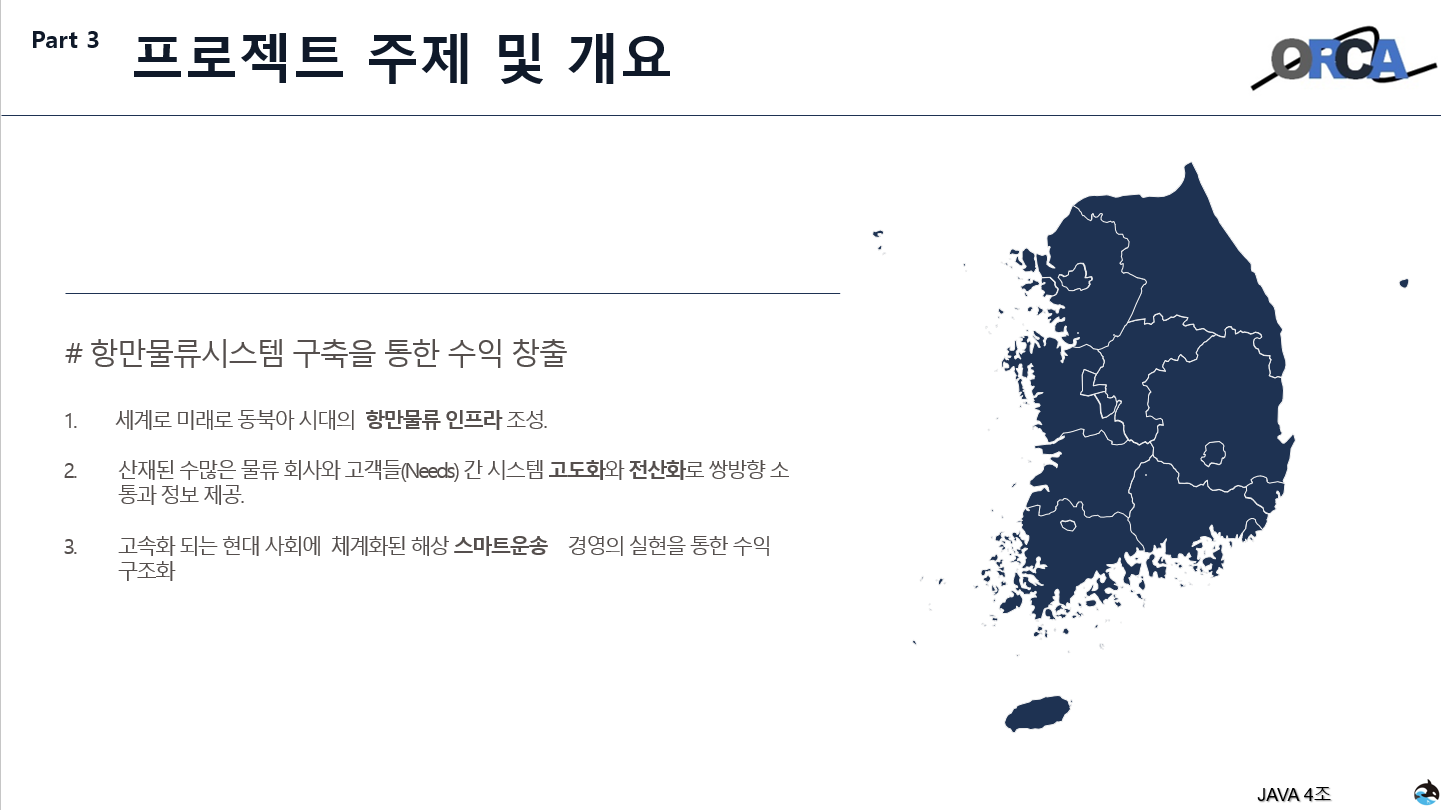 Part 3
프로젝트 주제 및 개요
ORCA
# 항만물류시스템 구축을 통한 수익 창출
1. 세계로 미래로 동북아 시대의 항만물류 인프라 조성.
2. 산재된 수많은 물류 회사와 고객들(Needs) 간 시스템 고도화와 전산화로 쌍방향 소
통과 정보 제공.
3. 고속화 되는 현대 사회에 체계화된 해상 스마트운송 경영의 실현을 통한 수익
구조화
JAVA 4조